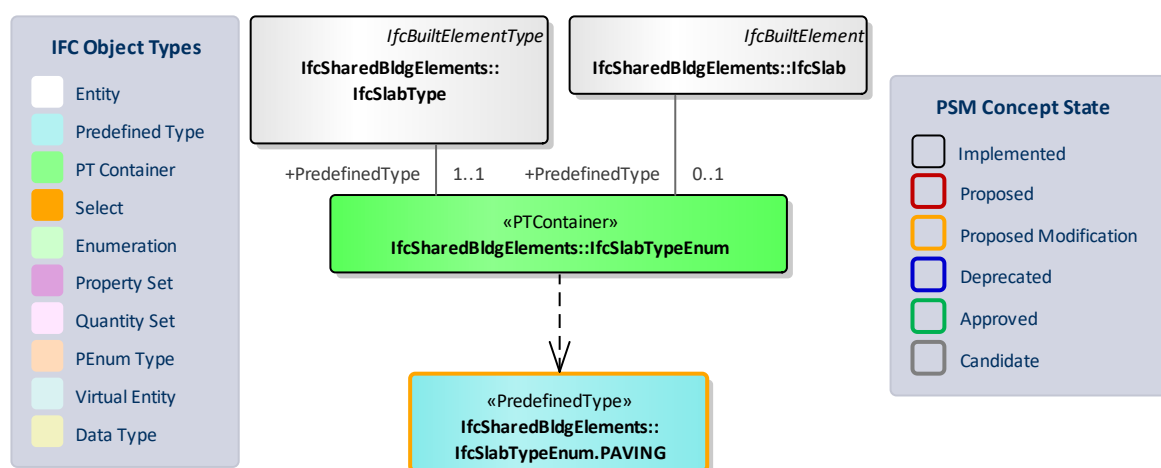 IFC Object Types
Entity
Predefined Type
PT Container
Select
Enumeration
Property Set
Quantity Set
PEnum Type
Virtual Entity
Data Type
IfcBuiltElementType
IfcSharedBldgElements::
IfcSlabType
IfcBuiltElement
IfcSharedBldgElements::IfcSlab
+PredefinedType 1..1
+PredefinedType 0..1
«PTContainer»
IfcSharedBldgElements::IfcSlabTypeEnum
«PredefinedType»
IfcSharedBldgElements::
IfcSlabTypeEnum.PAVING
PSM Concept State
Implemented
Proposed
Proposed Modification
Deprecated
Approved
Candidate